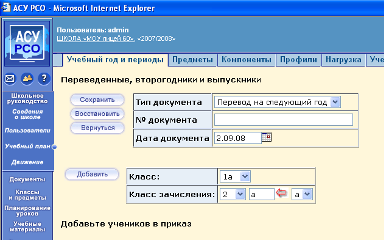 АСУ РСО - Microsoft Internet Explorer
АСУ
РСО
Пользователь: admin
ШКОЛА «МОУ лицей 60», «2007/2008»
Учебный год и периоды
Предметы
Компоненты
Профили
Нагрузка
Уче
Переведенные, второгодники и выпускники
Школьное
руководство
Сведения
о школе
Пользователи
Учебный план
Движение
Документы
Классы
и предметы
Планирование
уроков
Учебные
материалы
Сохранить
Восстановить
Вернуться
Тип документа
Перевод на следующий год
№ документа
Дата документа
2.09.08
Добавить
Класс:
1а
Класс зачисления:
2
а
а
Добавьте учеников в приказ